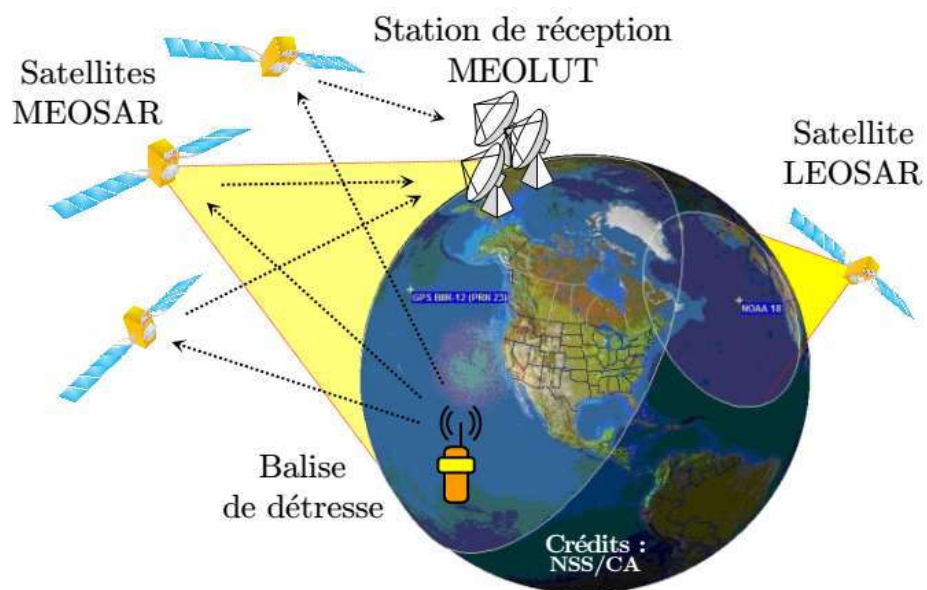 Station de réception
MEOLUT
Satellites
MEOSAR
Satellite
LEOSAR
GPS BIIR-12 (PRN 23)
NOAA 18
Balise
de détresse
Crédits :
NSS/CA